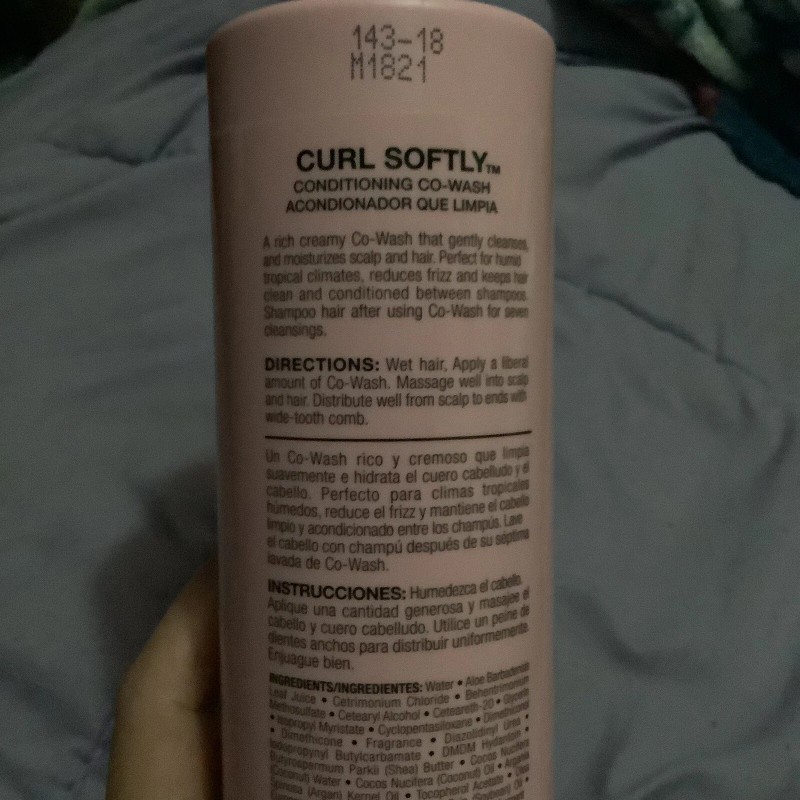 143-18
M1821
CURL SOFTLY™
CONDITIONING CO-WASH
ACONDIONADOR QUE LIMPIA
A rich creamy Co-Wash that gently cleanses,
and moisturizes scalp and hair. Perfect for humid
tropical climates, reduces frizz and keeps hair
clean and conditioned between shampoos.
Shampoo hair after using Co-Wash for seven
cleansings.
DIRECTIONS: Wet hair, Apply a liberal
amount of Co-Wash. Massage well into scalp
and hair. Distribute well from scalp to ends with
wide-tooth comb.
Un Co-Wash rico y cremoso que limpia
suavemente e hidrata el cuero cabelludo y el
cabello. Perfecto para climas tropicales
húmedos, reduce el frizz y mantiene el cabello
limpio y acondicionado entre los champús. Lave
el cabello con champú después de su séptima
lavada de Co-Wash.
INSTRUCCIONES: Humedezca el cabello.
Aplique una cantidad generosa y masajee el
cabello y cuero cabelludo. Utilice un peine de
dientes anchos para distribuir uniformemente.
Enjuague bien.
INGREDIENTS/INGREDIENTES: Water • Aloe Barbadensis
Leaf Juice • Cetrimonium Chloride • Behentrimonium
Methosulfate • Cetearyl Alcohol • Ceteareth-20 • Glycerin
• Isopropyl Myristate • Cyclopentasiloxane • Dimethiconol
• Dimethicone • Fragrance • Diazolidinyl Urea •
Iodopropynyl Butylcarbamate • DMDM Hydantoin •
Butyrospermum Parkii (Shea) Butter • Cocos Nucifera
(Coconut) Water • Cocos Nucifera (Coconut) Oil • Argania
Spinosa (Argan) Kernel Oil • Tocopherol Acetate •
(Soybean) Oil •